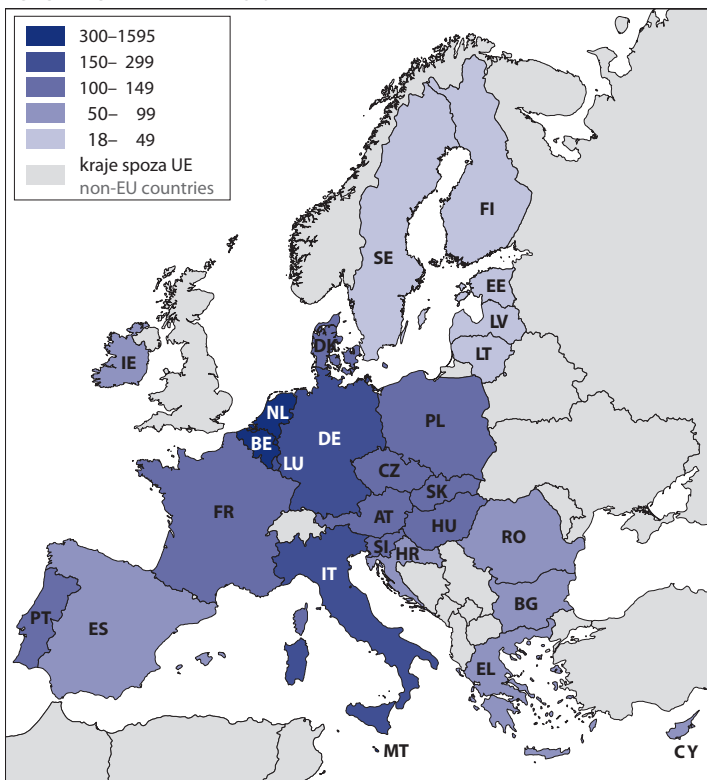 300–1595
150– 299
100– 149
50– 99
18– 49
kraje spoza UE
non-EU countries
FI
SE
EE
LV
LT
DK
IE
NL
BE
LU
DE
PL
CZ
SK
AT
HU
FR
SI
HR
RO
IT
BG
PT
ES
EL
MT
CY